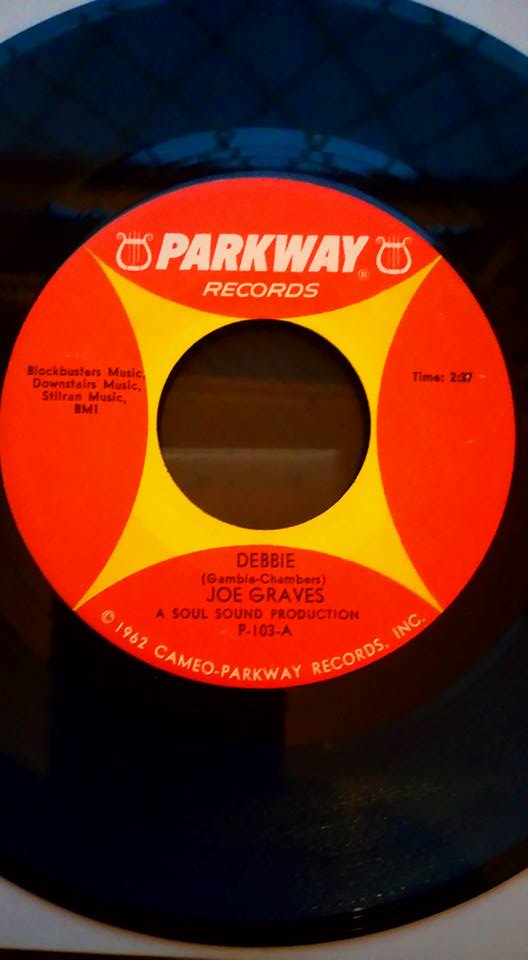 PARKWAY®
RECORDS
Blockbusters Music,
Downstairs Music,
Stilran Music,
BMI
Time: 2:37
DEBBIE
(Gamble-Chambers)
JOE GRAVES
A SOUL SOUND PRODUCTION
P-103-A
© 1962 CAMEO-PARKWAY RECORDS, INC.